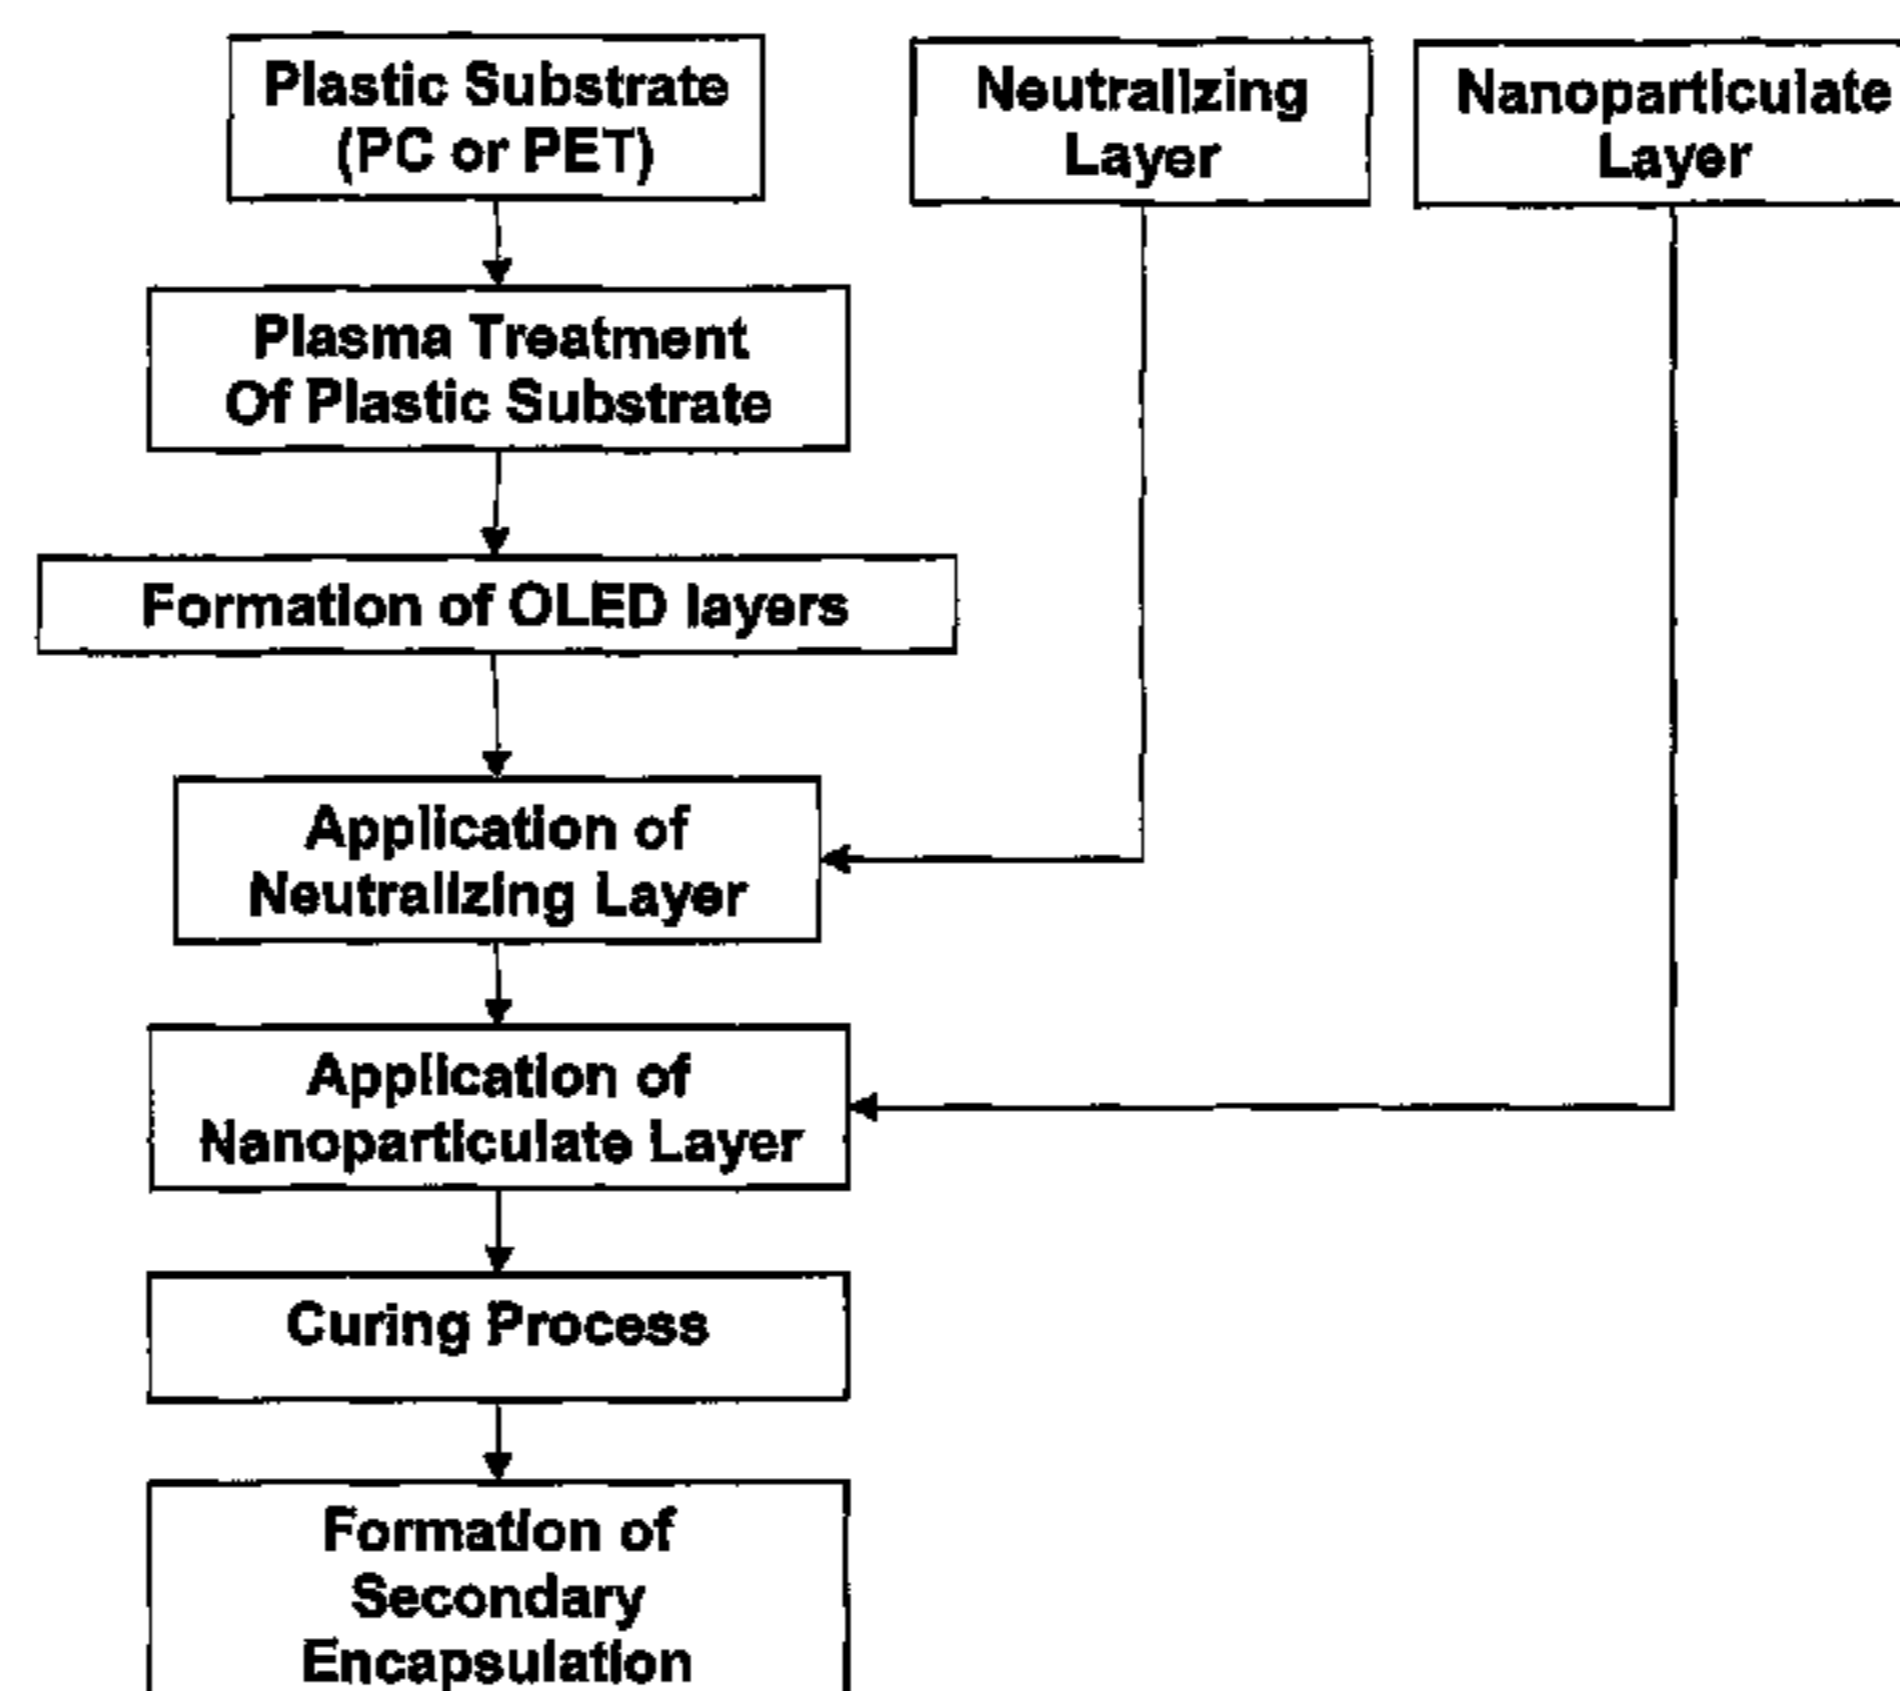 Plastic Substrate
(PC or PET)
Neutralizing
Layer
Nanoparticulate
Layer
Plasma Treatment
Of Plastic Substrate
Formation of OLED layers
Application of
Neutralizing Layer
Application of
Nanoparticulate Layer
Curing Process
Formation of
Secondary
Encapsulation